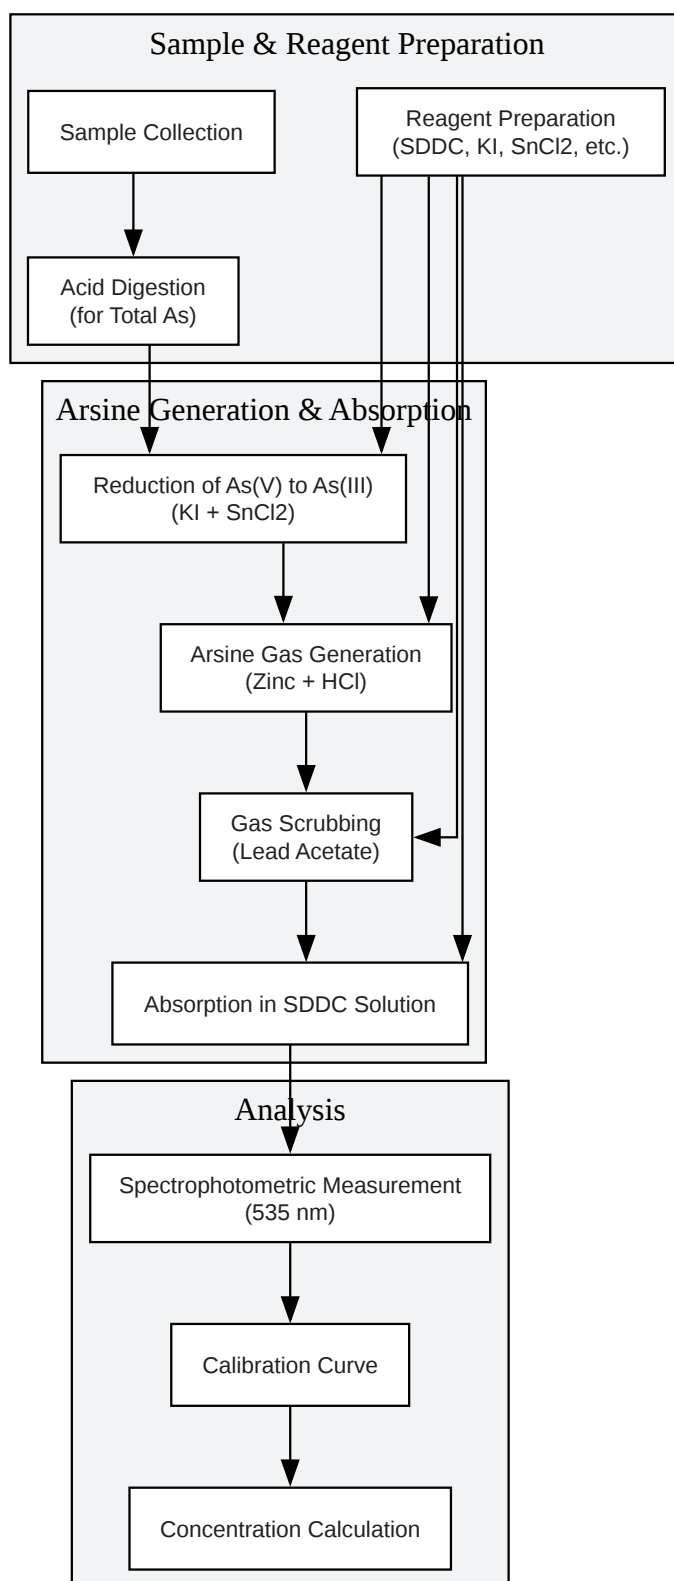 Sample & Reagent Preparation
Sample Collection
Reagent Preparation
(SDDC, KI, SnCl2, etc.)
Acid Digestion
(for Total As)
Arsine Generation & Absorption
Reduction of As(V) to As(III)
(KI + SnCl2)
Arsine Gas Generation
(Zinc + HCl)
Gas Scrubbing
(Lead Acetate)
Absorption in SDDC Solution
Analysis
Spectrophotometric Measurement
(535 nm)
Calibration Curve
Concentration Calculation